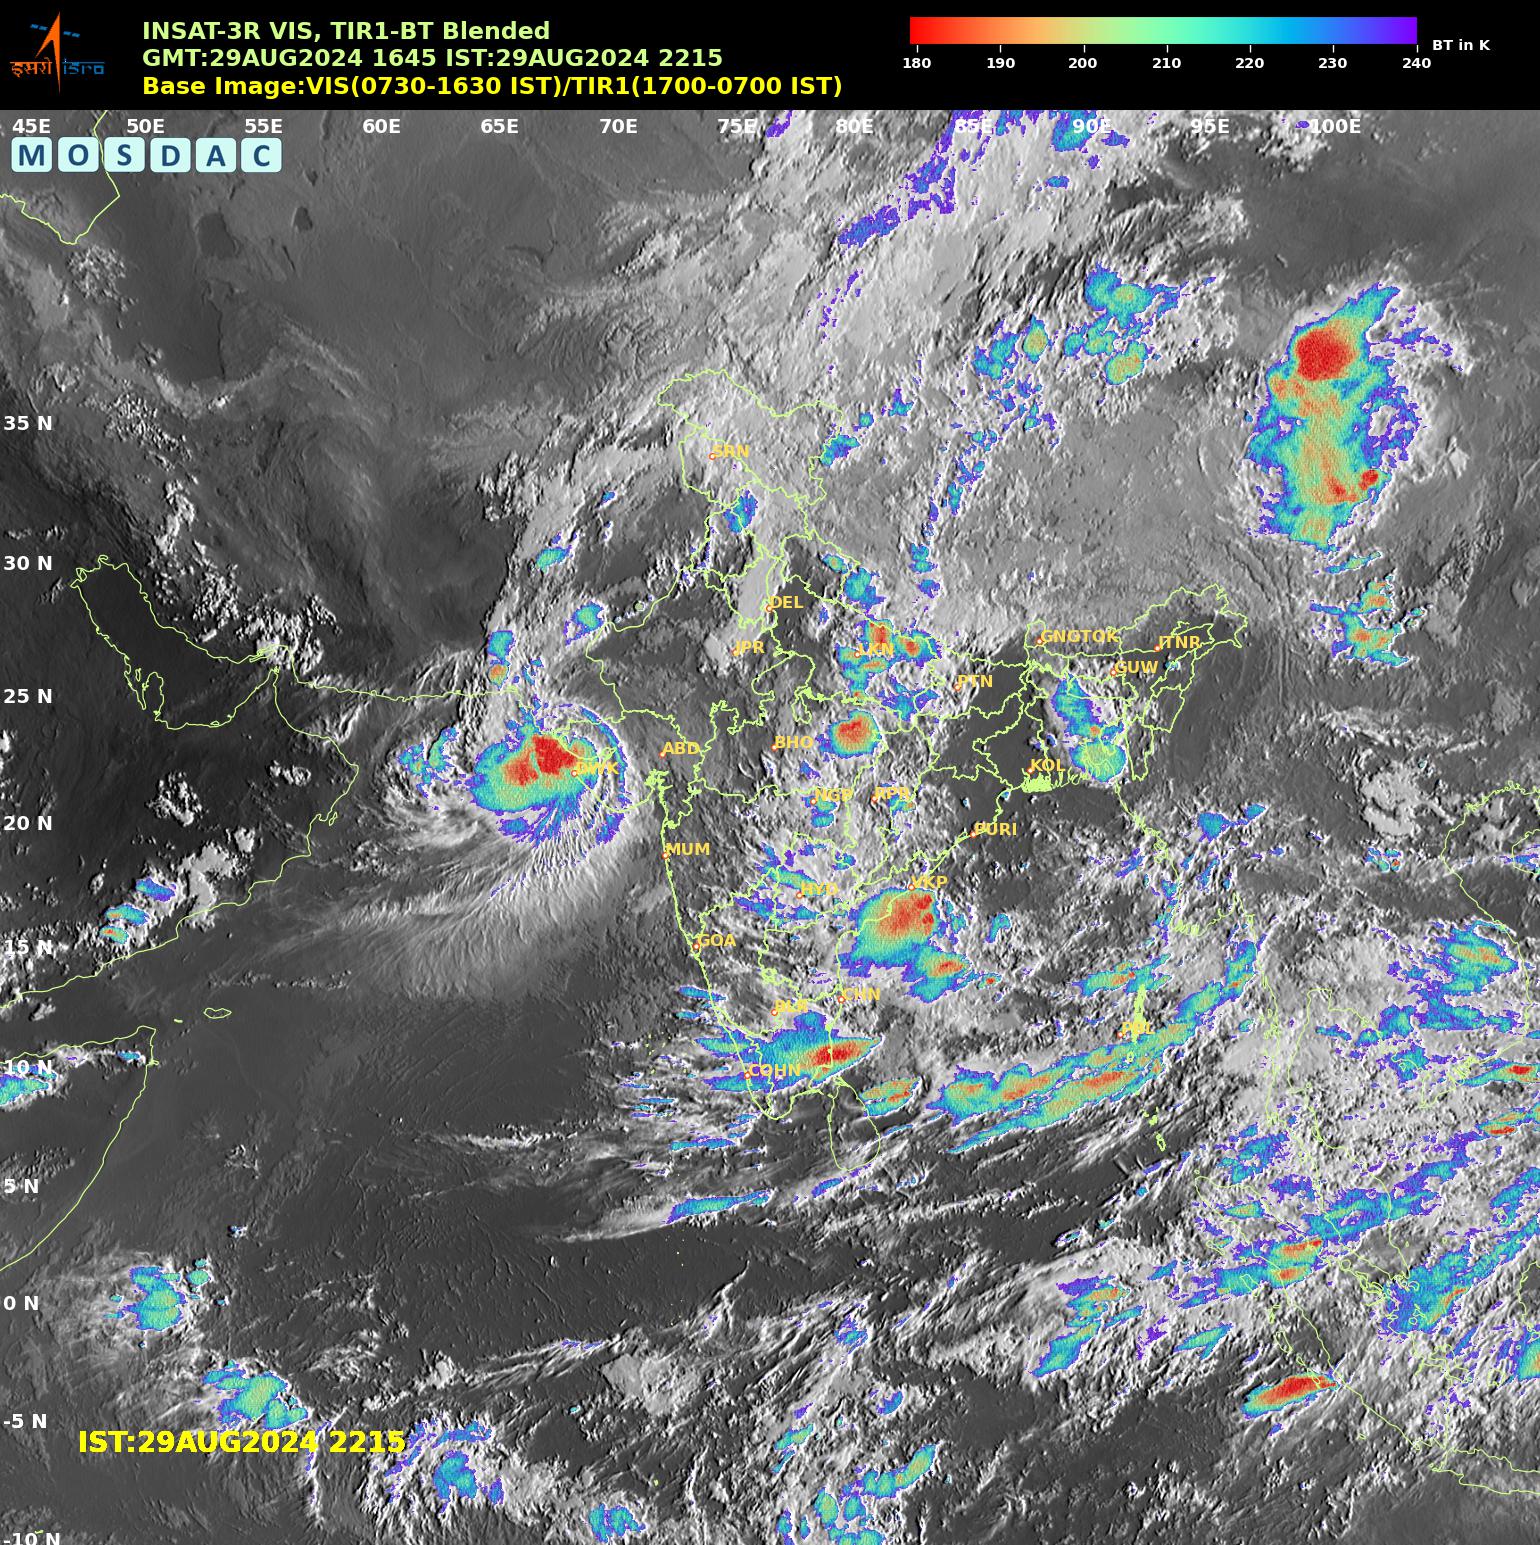 INSAT-3R VIS, TIR1-BT Blended
GMT:29AUG2024 1645 IST:29AUG2024 2215
Base Image:VIS(0730-1630 IST)/TIR1(1700-0700 IST)
इसरो isro
BT in K
180 190 200 210 220 230 240
45E 50E 55E 60E 65E 70E 75E 80E 85E 90E 95E 100E
M O S D A C
35 N
SRN
30 N
DEL
JPR
LKN
GNGTOK
ITNR
GUW
PTN
25 N
ABD
BHO
DWK
KOL
NGP
RPR
20 N
PURI
MUM
HYD
VKP
15 N
GOA
CHN
BLR
PBL
10 N
COHN
5 N
0 N
-5 N
IST:29AUG2024 2215
-10 N